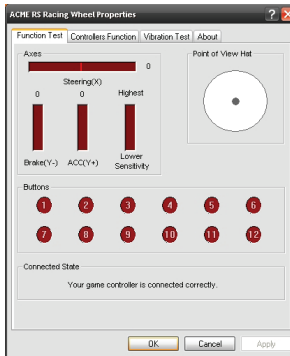 ACME RS Racing Wheel Properties
Function Test Controllers Function Vibration Test About
Axes
0
Steering(X)
0 0 Highest
Brake(Y-) ACC(Y+) Lower
Sensitivity
Point of View Hat
Buttons
1 2 3 4 5 6
7 8 9 10 11 12
Connected State
Your game controller is connected correctly.
OK Cancel Apply